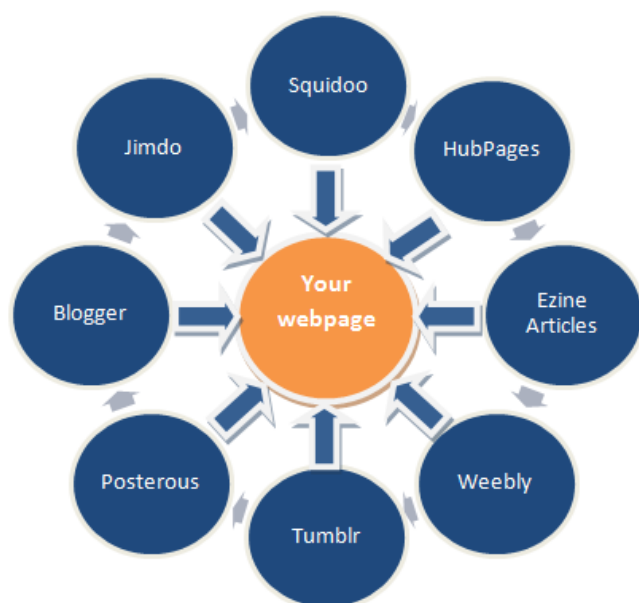 Squidoo
HubPages
Ezine
Articles
Weebly
Tumblr
Posterous
Blogger
Jimdo
Your
webpage